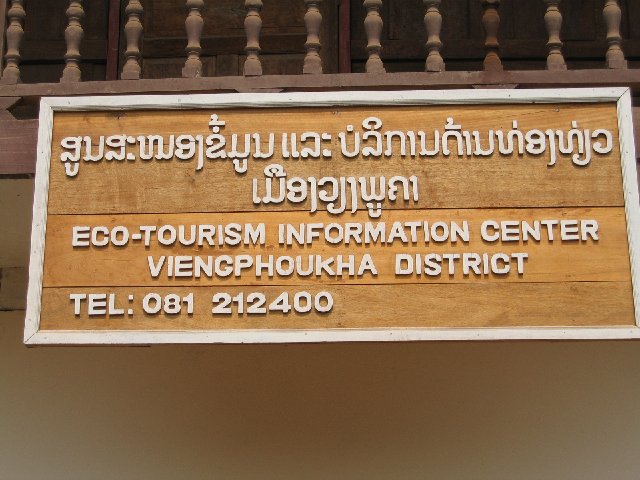 ສູນສະໜອງຂໍ້ມູນ ແລະ ບໍລິການດ້ານທ່ອງທ່ຽວ
ເມືອງວຽງພູຄາ
ECO-TOURISM INFORMATION CENTER
VIENGPHOUKHA DISTRICT
TEL: 081 212400